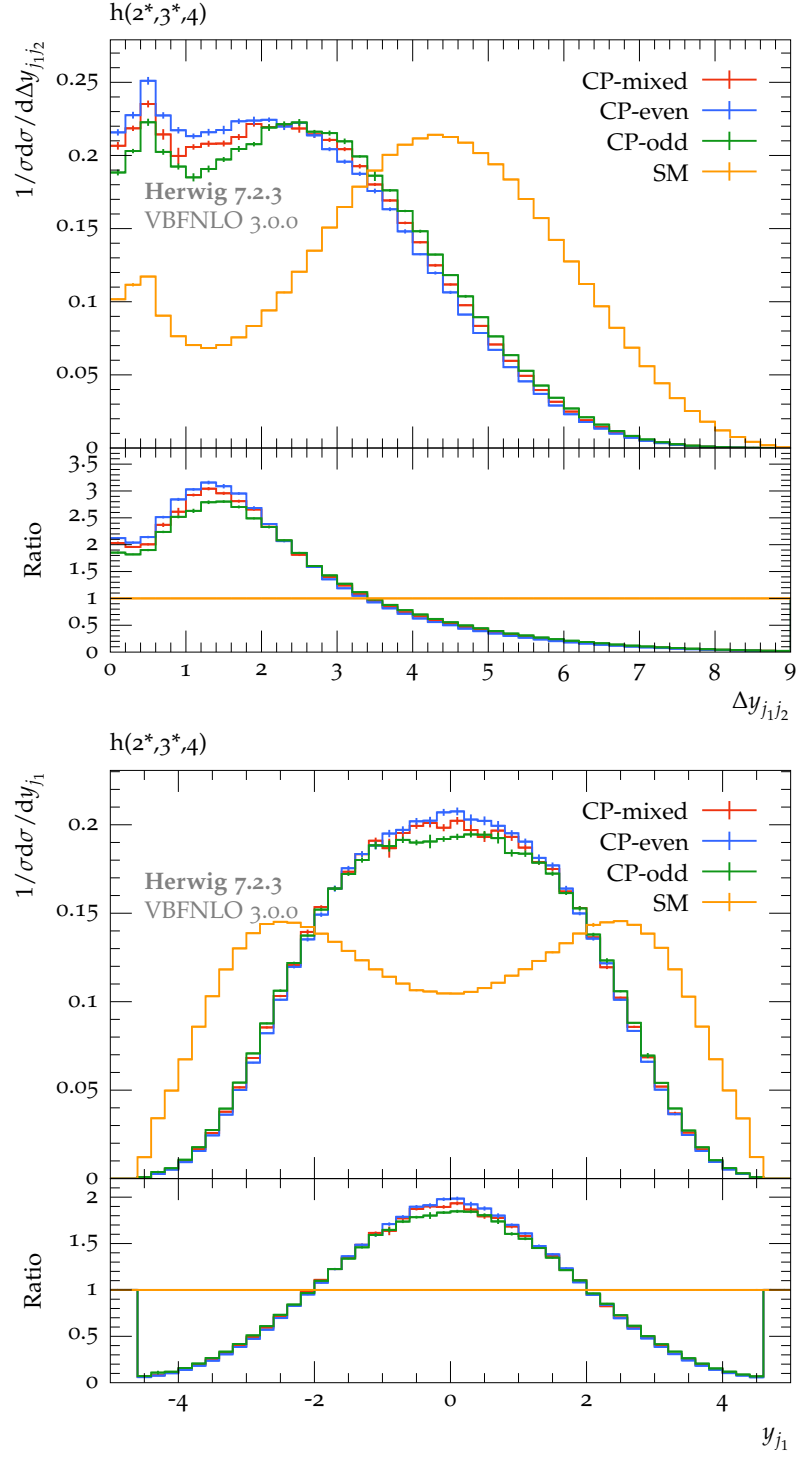 h(2*,3*,4)
1/σdσ/dΔy_{j₁j₂}
CP-mixed
CP-even
CP-odd
SM
Herwig 7.2.3
VBFNLO 3.0.0
0.25
0.2
0.15
0.1
0.05
0
Ratio
3.5
3
2.5
2
1.5
1
0.5
0
0 1 2 3 4 5 6 7 8 9
Δy_{j₁j₂}
h(2*,3*,4)
1/σdσ/dy_{j₁}
CP-mixed
CP-even
CP-odd
SM
Herwig 7.2.3
VBFNLO 3.0.0
0.2
0.15
0.1
0.05
0
Ratio
2
1.5
1
0.5
0
-4 -2 0 2 4
y_{j₁}